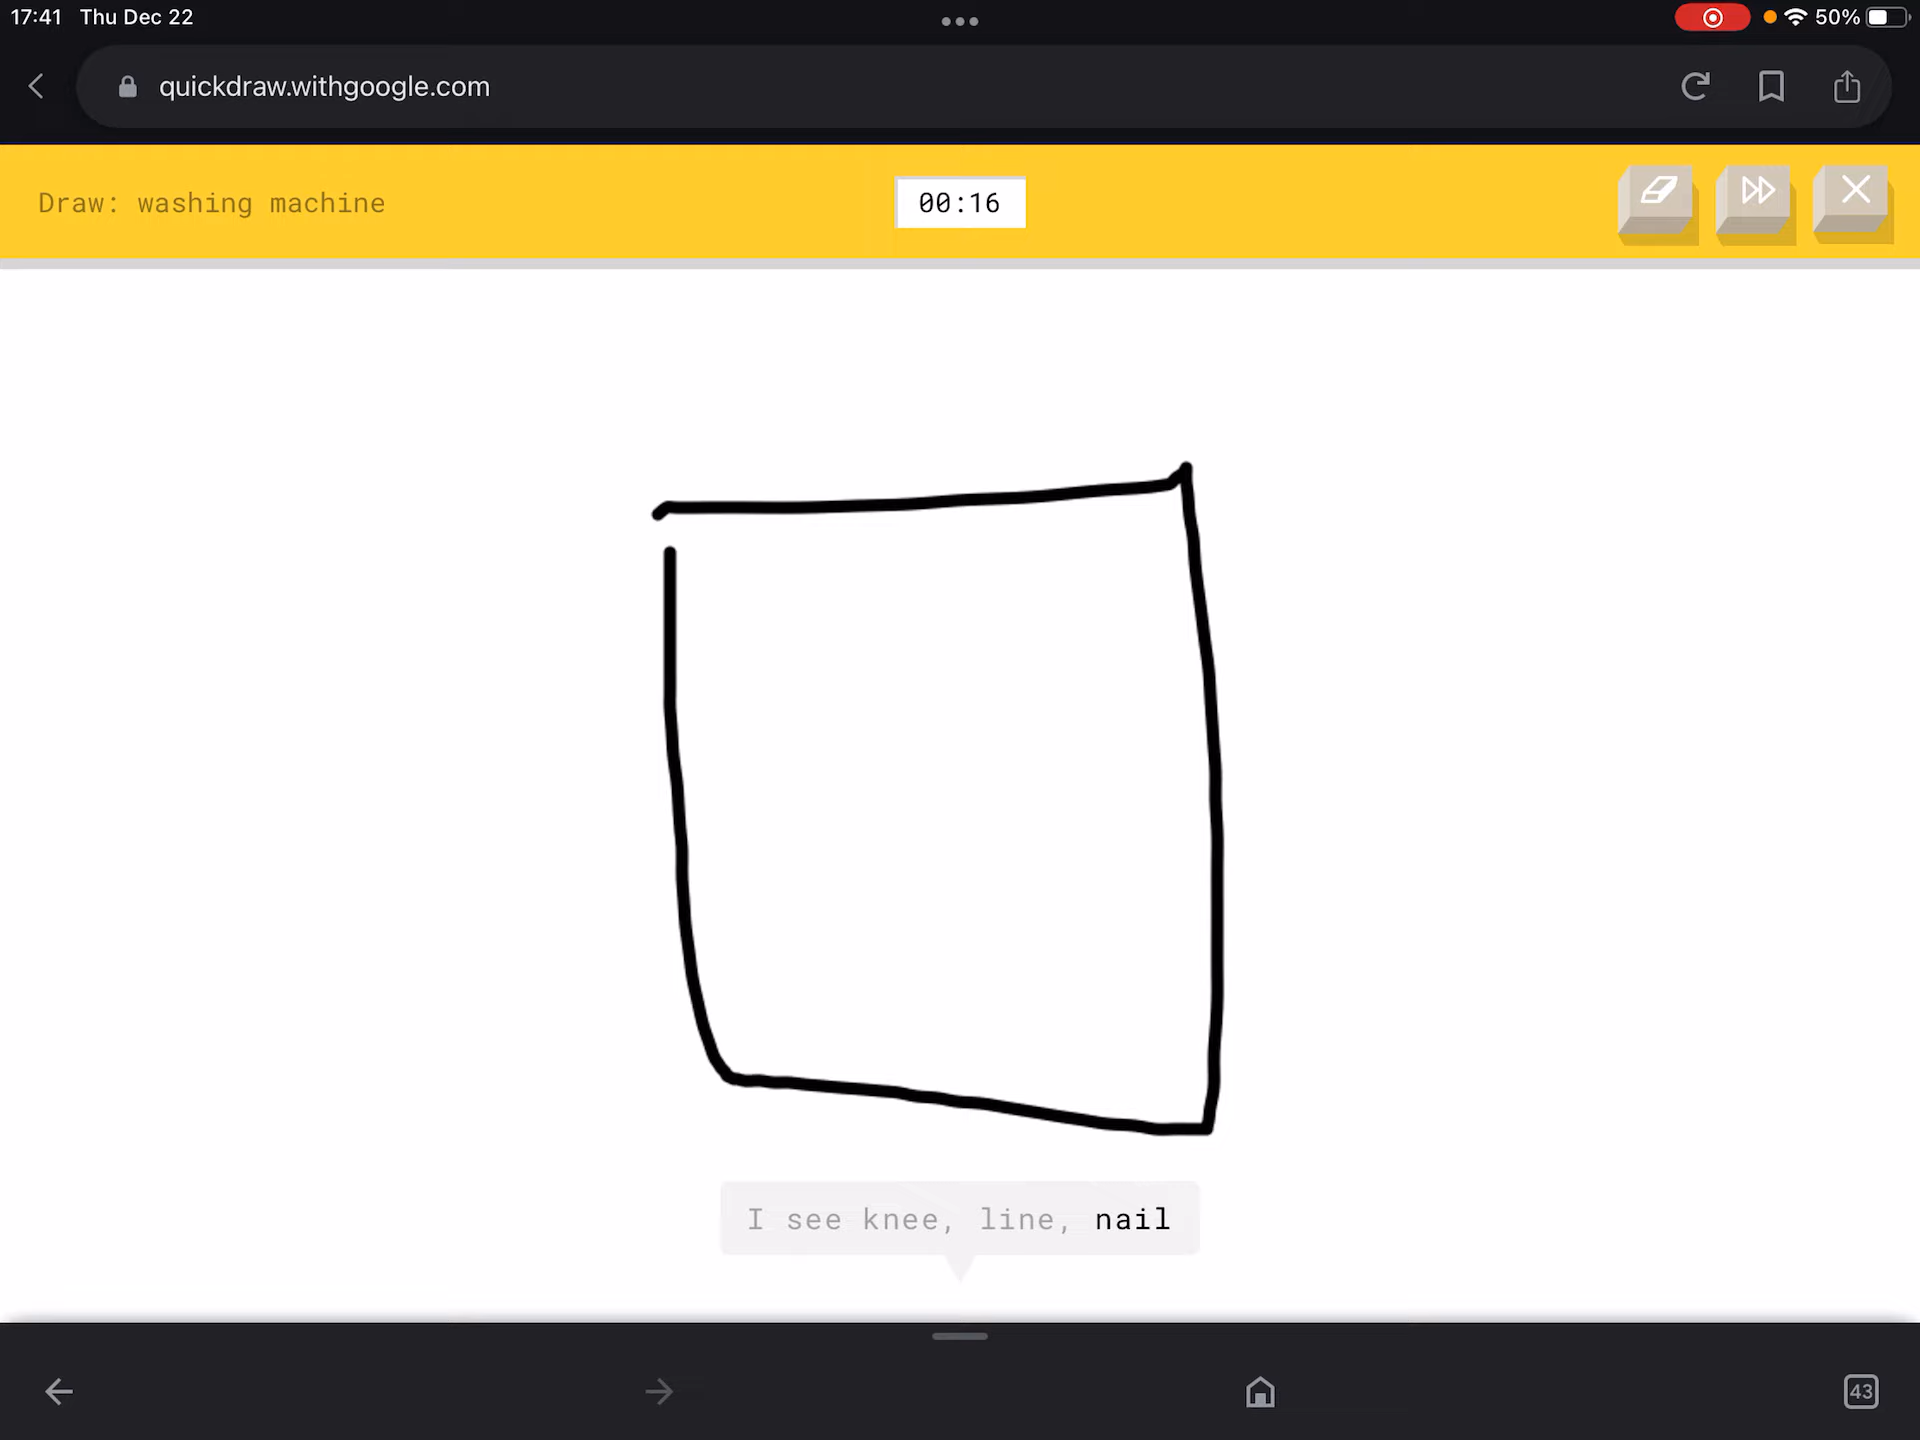 17:41 Thu Dec 22
50%
quickdraw.withgoogle.com
Draw: washing machine
00:16
I see knee, line, nail
43